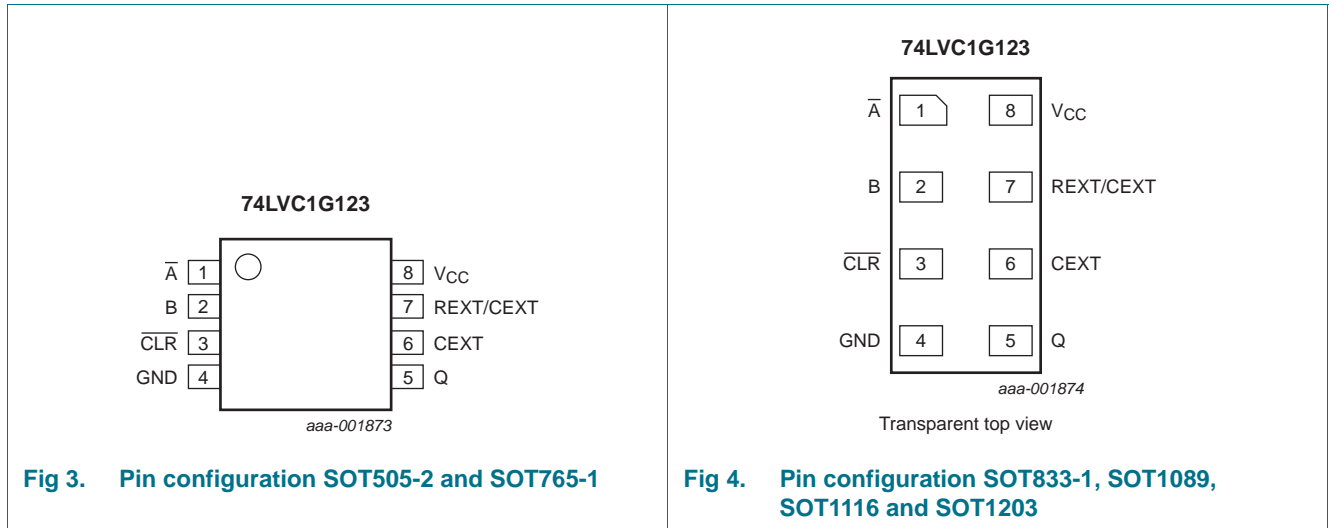 74LVC1G123
A̅ 1
8 VCC
B 2
7 REXT/CEXT
C̅L̅R̅ 3
6 CEXT
GND 4
5 Q
aaa-001873
Fig 3. Pin configuration SOT505-2 and SOT765-1
74LVC1G123
A̅ 1
8 VCC
B 2
7 REXT/CEXT
C̅L̅R̅ 3
6 CEXT
GND 4
5 Q
aaa-001874
Transparent top view
Fig 4. Pin configuration SOT833-1, SOT1089,
SOT1116 and SOT1203